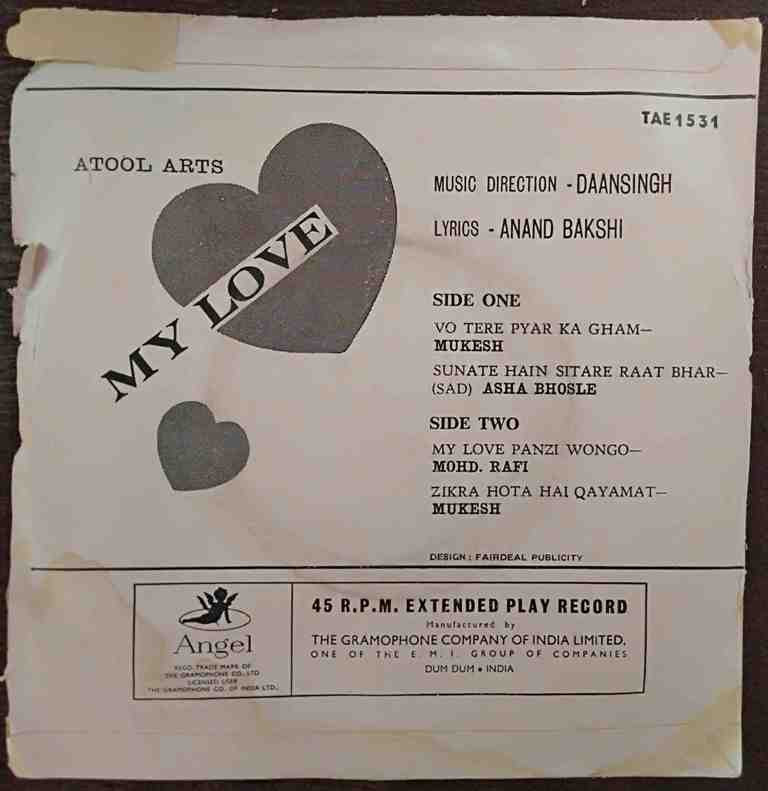 TAE 1531
ATOOL ARTS
MY LOVE
MUSIC DIRECTION - DAANSINGH
LYRICS - ANAND BAKSHI
SIDE ONE
VO TERE PYAR KA GHAM—
MUKESH
SUNATE HAIN SITARE RAAT BHAR—
(SAD) ASHA BHOSLE
SIDE TWO
MY LOVE PANZI WONGO—
MOHD. RAFI
ZIKRA HOTA HAI QAYAMAT—
MUKESH
DESIGN : FAIRDEAL PUBLICITY
Angel
REGD. TRADE MARK OF
THE GRAMOPHONE CO., LTD
LICENSED USER
THE GRAMOPHONE CO. OF INDIA LTD.,
45 R.P.M. EXTENDED PLAY RECORD
Manufactured by
THE GRAMOPHONE COMPANY OF INDIA LIMITED,
ONE OF THE E. M. I. GROUP OF COMPANIES
DUM DUM • INDIA